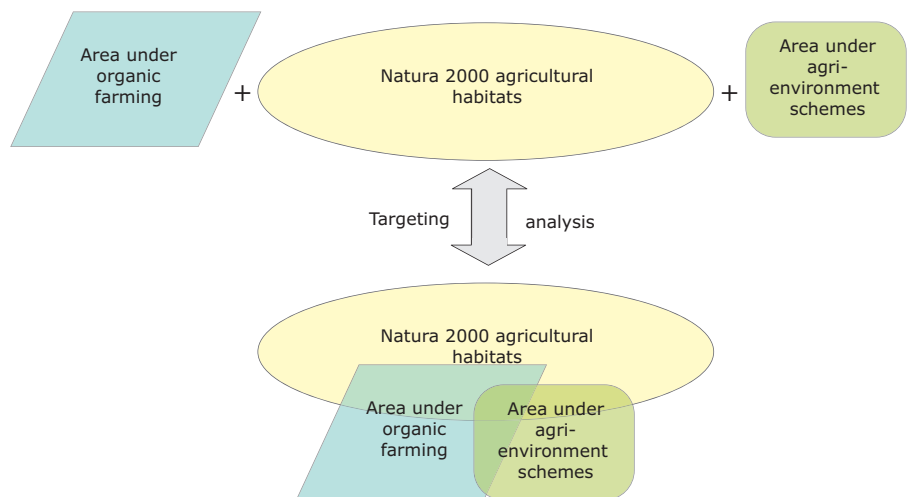 Area under
organic
farming
+
Natura 2000 agricultural
habitats
+
Area under
agri-
environment
schemes
Targeting
analysis
Natura 2000 agricultural
habitats
Area under
organic
farming
Area under
agri-
environment
schemes